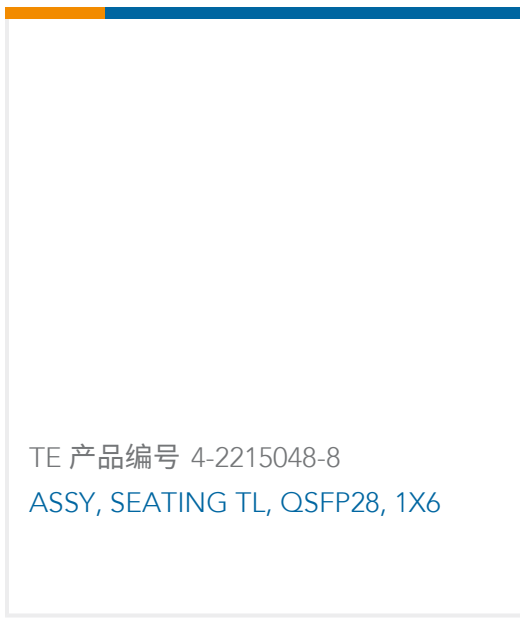 TE 产品编号 4-2215048-8
ASSY, SEATING TL, QSFP28, 1X6